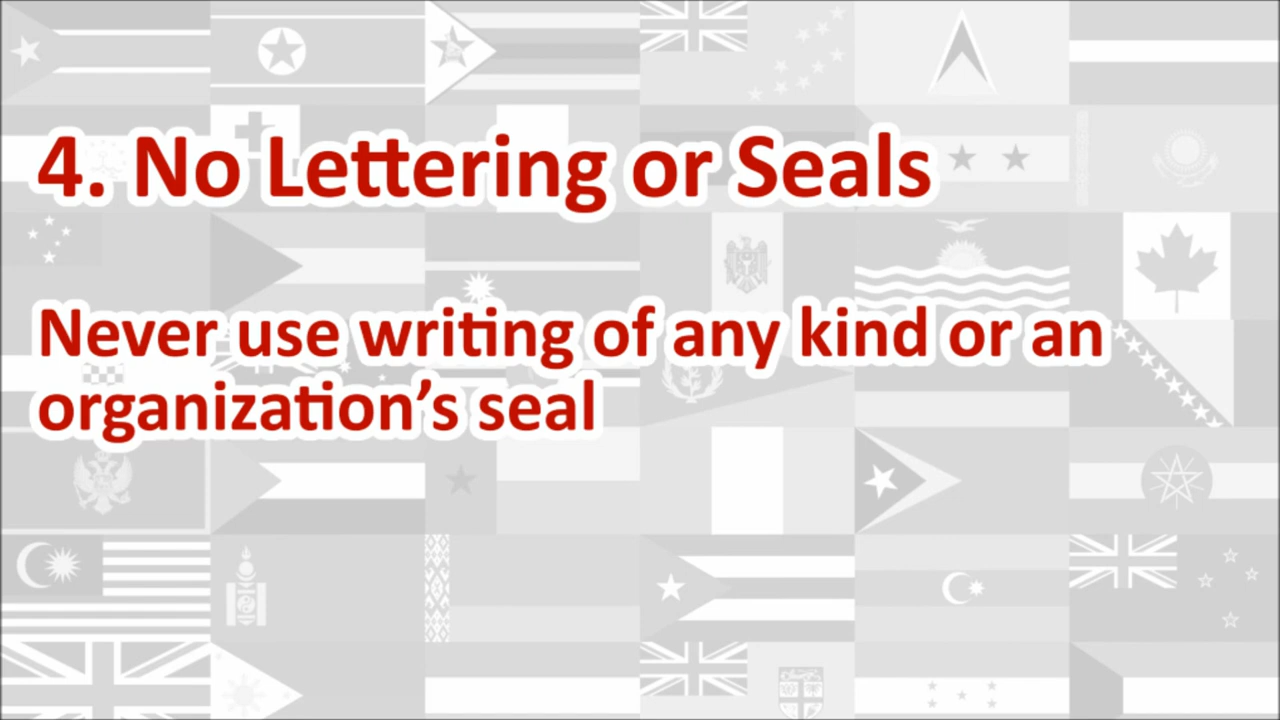 4. No Lettering or Seals
Never use writing of any kind or an
organization’s seal